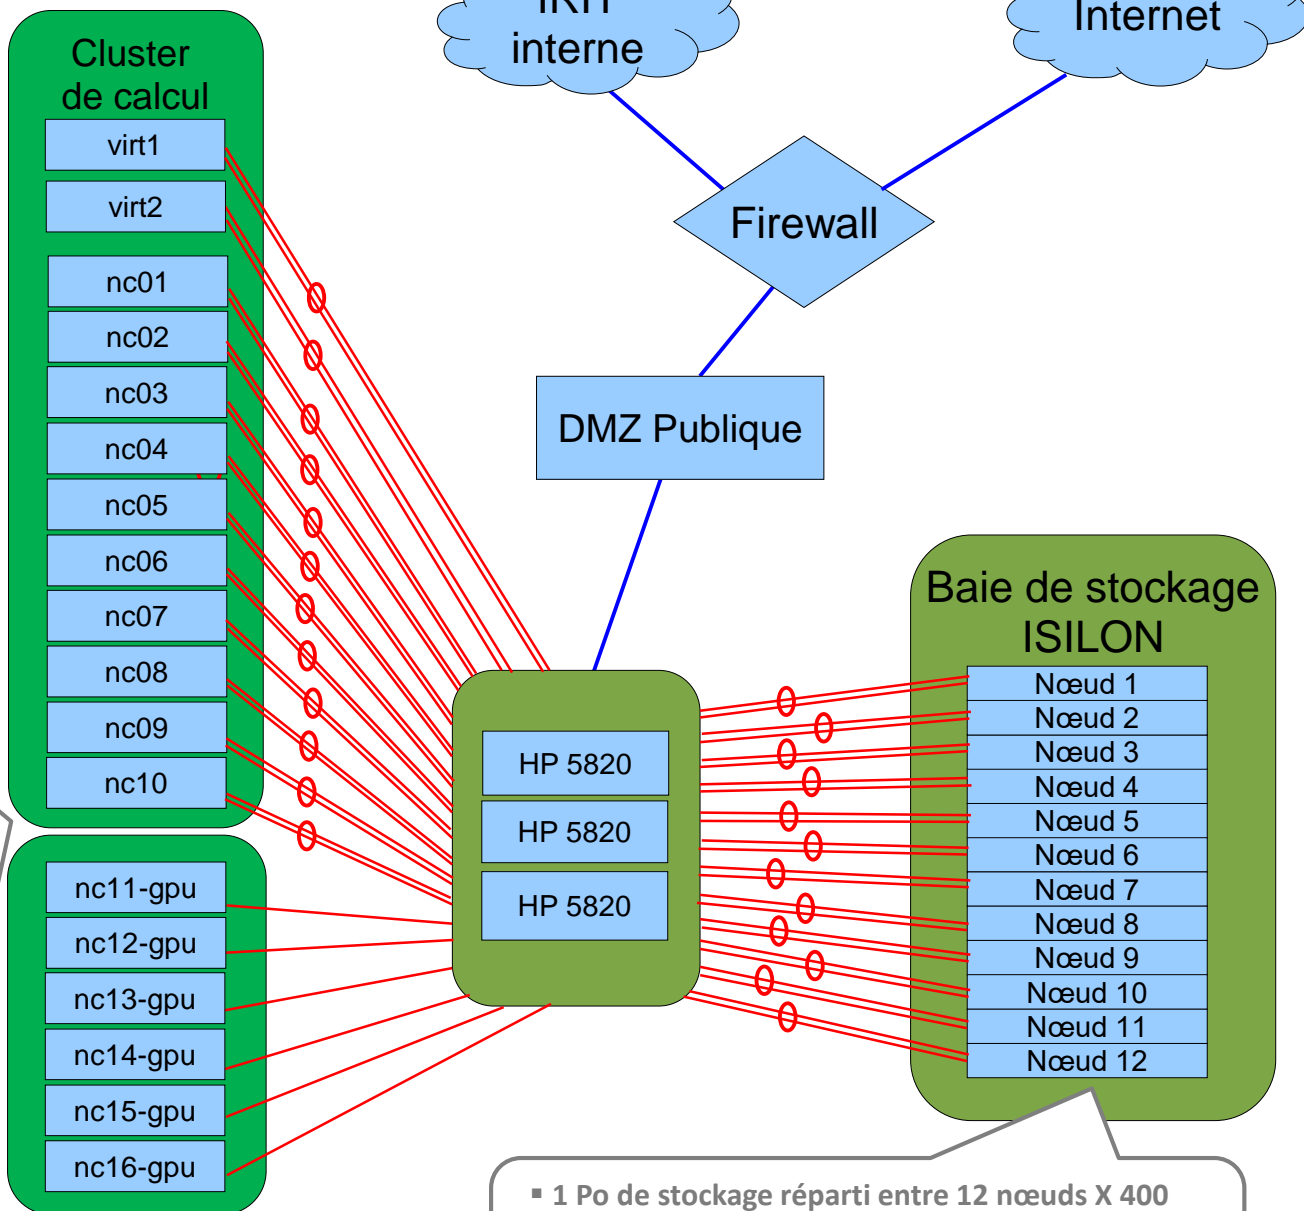 Cluster
de calcul
virt1
virt2
nc01
nc02
nc03
nc04
nc05
nc06
nc07
nc08
nc09
nc10
nc11-gpu
nc12-gpu
nc13-gpu
nc14-gpu
nc15-gpu
nc16-gpu
interne
Internet
Firewall
DMZ Publique
HP 5820
HP 5820
HP 5820
Baie de stockage
ISILON
Nœud 1
Nœud 2
Nœud 3
Nœud 4
Nœud 5
Nœud 6
Nœud 7
Nœud 8
Nœud 9
Nœud 10
Nœud 11
Nœud 12
▪ 1 Po de stockage réparti entre 12 nœuds X 400